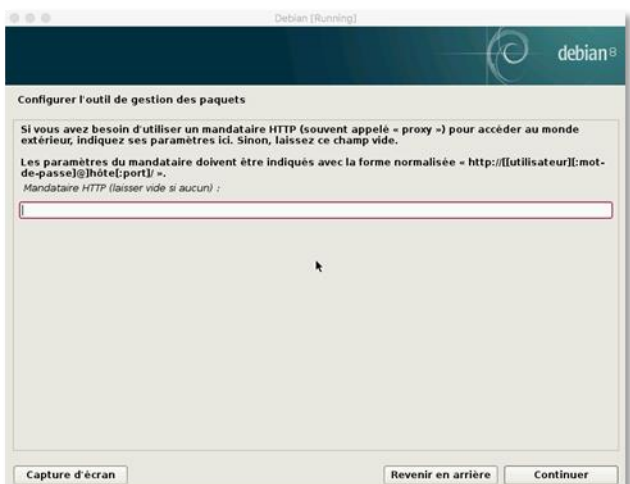 Debian [Running]
debian 8
Configurer l'outil de gestion des paquets
Si vous avez besoin d'utiliser un mandataire HTTP (souvent appelé « proxy ») pour accéder au monde
extérieur, indiquez ses paramètres ici. Sinon, laissez ce champ vide.
Les paramètres du mandataire doivent être indiqués avec la forme normalisée « http://[[utilisateur][:mot-
de-passe]@]hôte[:port]/ ».
Mandataire HTTP (laisser vide si aucun) :
Capture d'écran
Revenir en arrière
Continuer